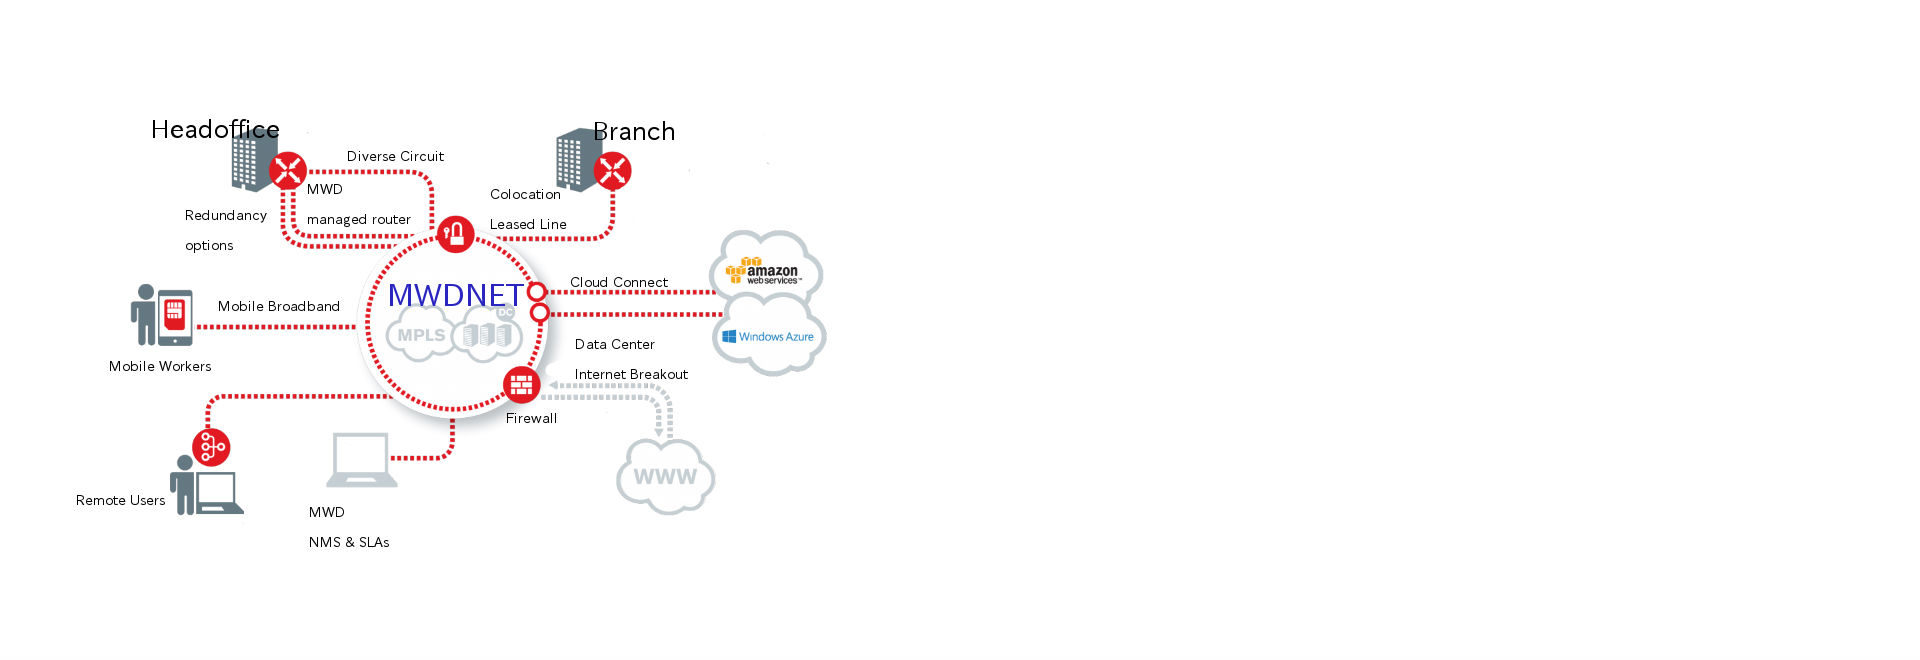 Headoffice
Branch
Diverse Circuit
MWD
managed router
Redundancy
options
Colocation
Leased Line
Cloud Connect
amazon
web services™
MWDNET
DC
MPLS
Mobile Broadband
Mobile Workers
Windows Azure
Data Center
Internet Breakout
Firewall
WWW
Remote Users
MWD
NMS & SLAs